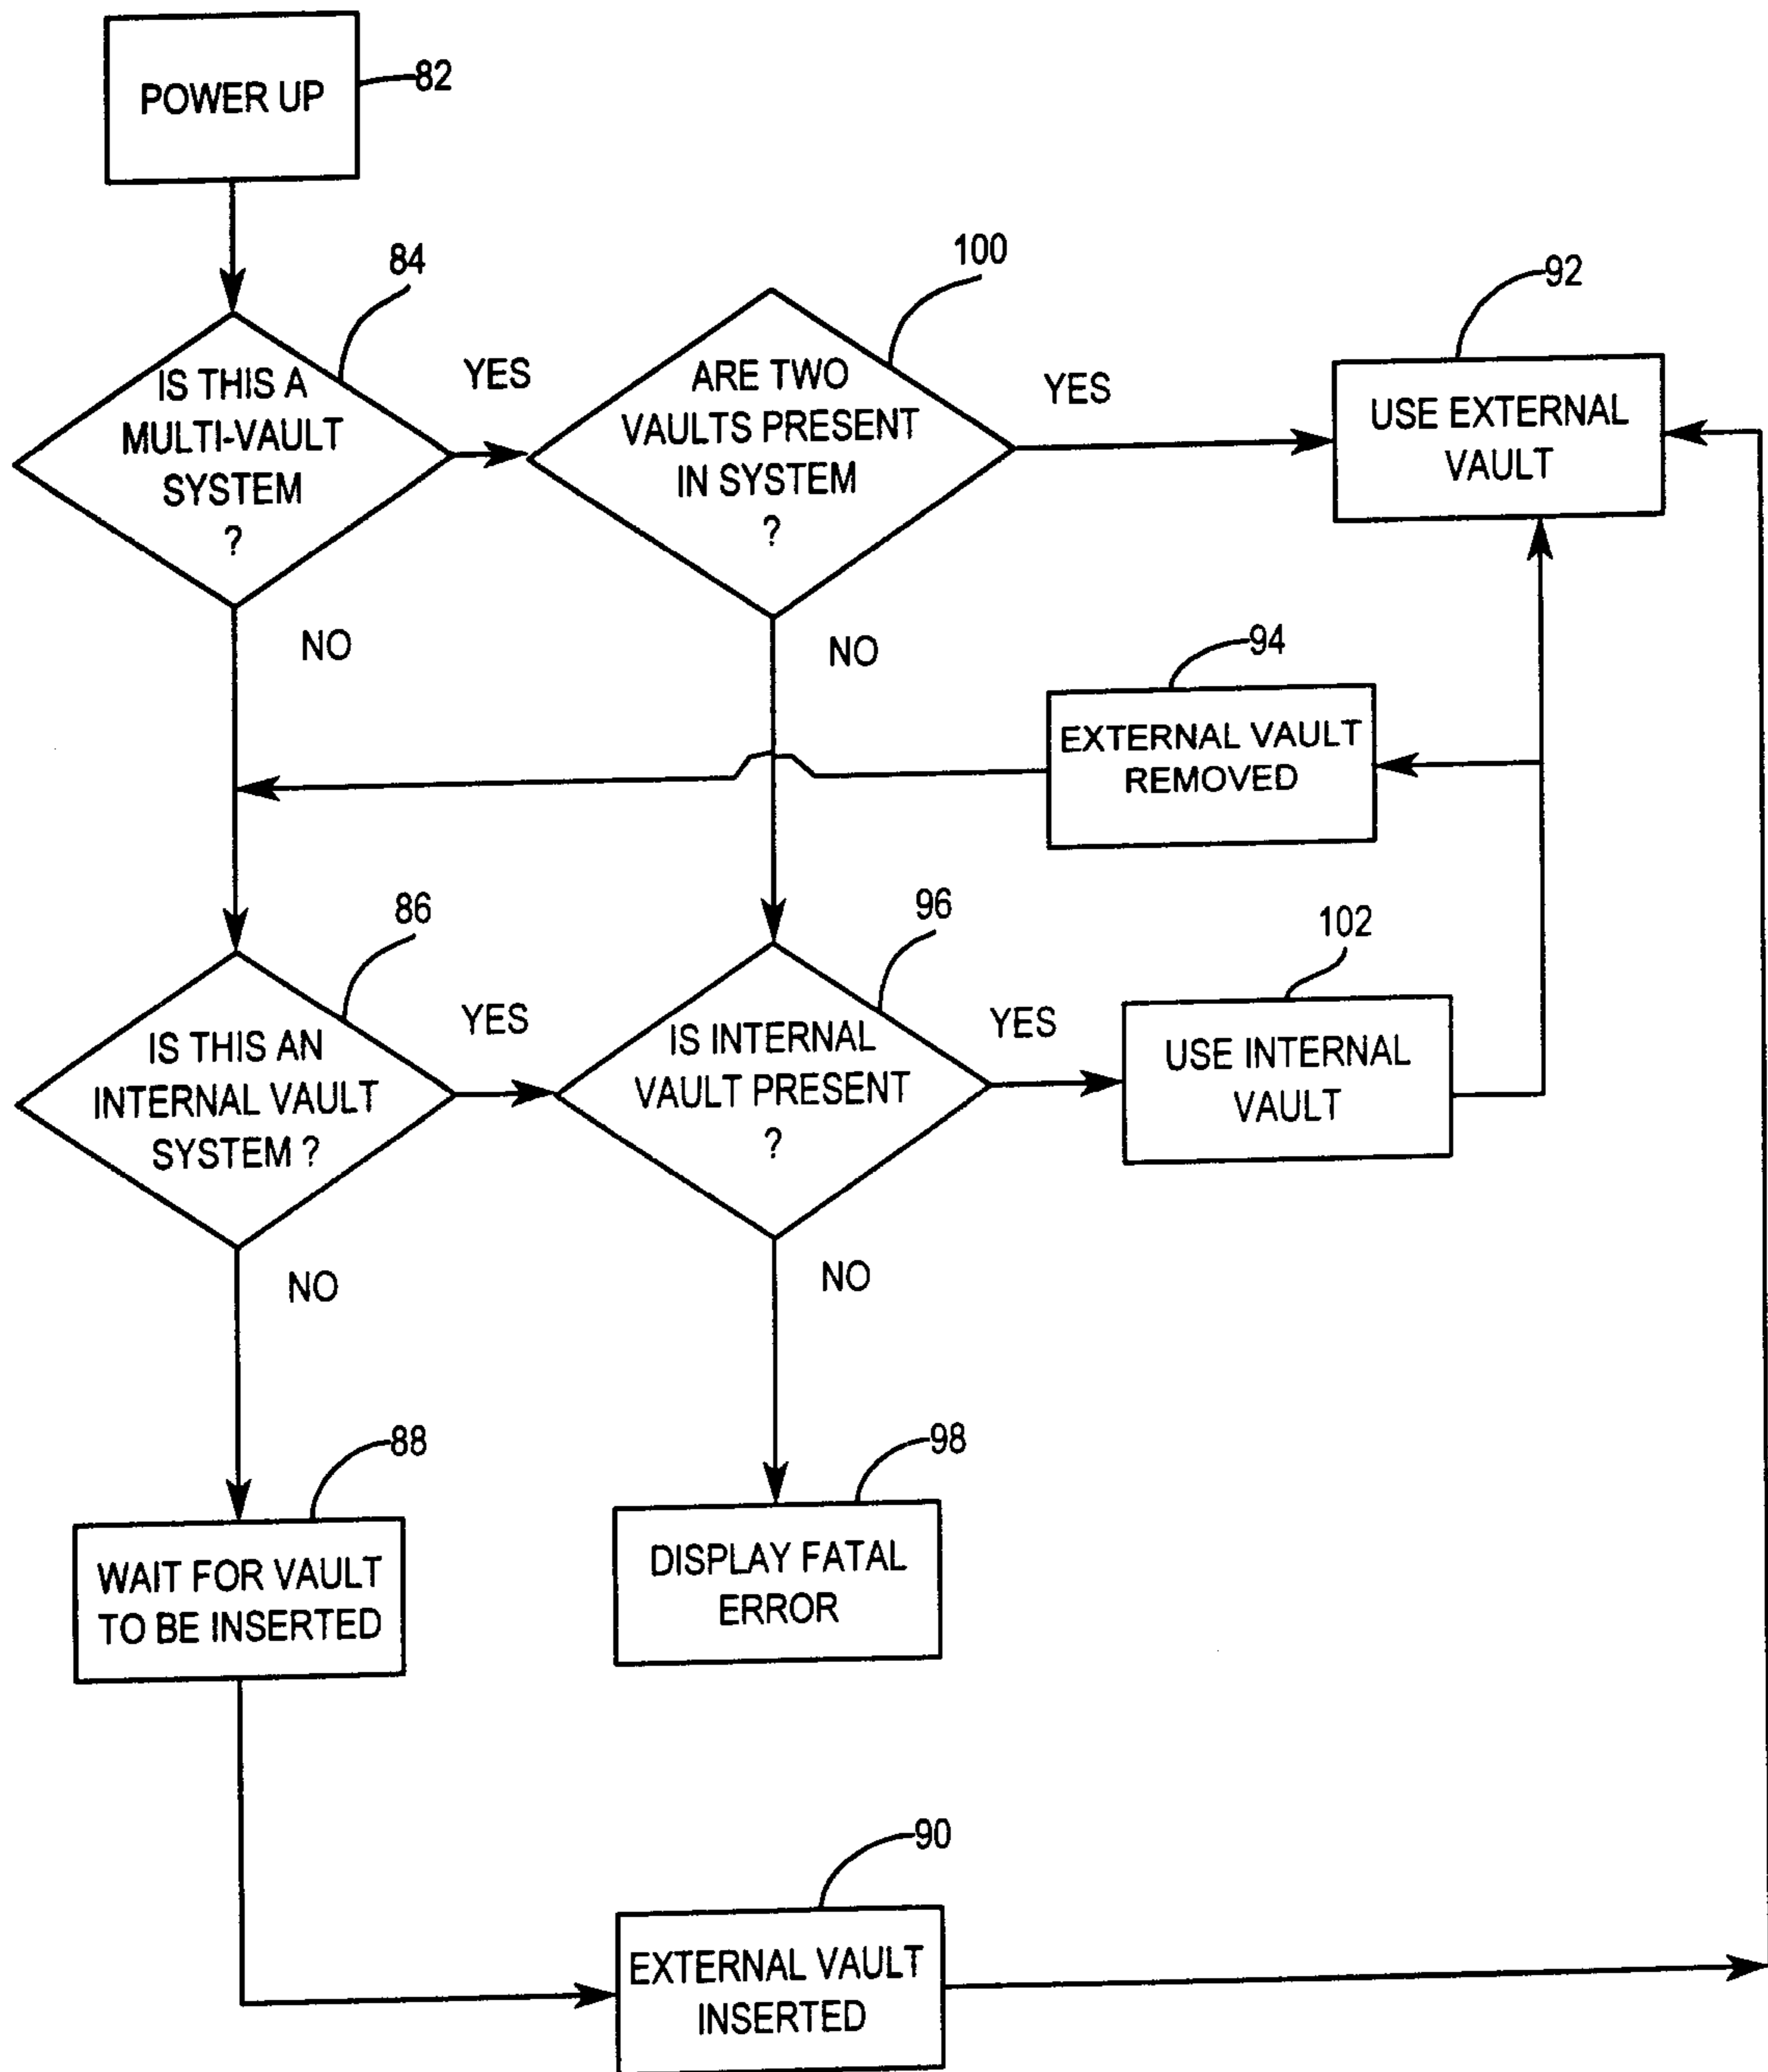 POWER UP
82
84
IS THIS A
MULTI-VAULT
SYSTEM
?
YES
NO
100
ARE TWO
VAULTS PRESENT
IN SYSTEM
?
YES
NO
92
USE EXTERNAL
VAULT
94
EXTERNAL VAULT
REMOVED
86
IS THIS AN
INTERNAL VAULT
SYSTEM ?
YES
NO
96
IS INTERNAL
VAULT PRESENT
?
YES
NO
102
USE INTERNAL
VAULT
88
WAIT FOR VAULT
TO BE INSERTED
98
DISPLAY FATAL
ERROR
90
EXTERNAL VAULT
INSERTED